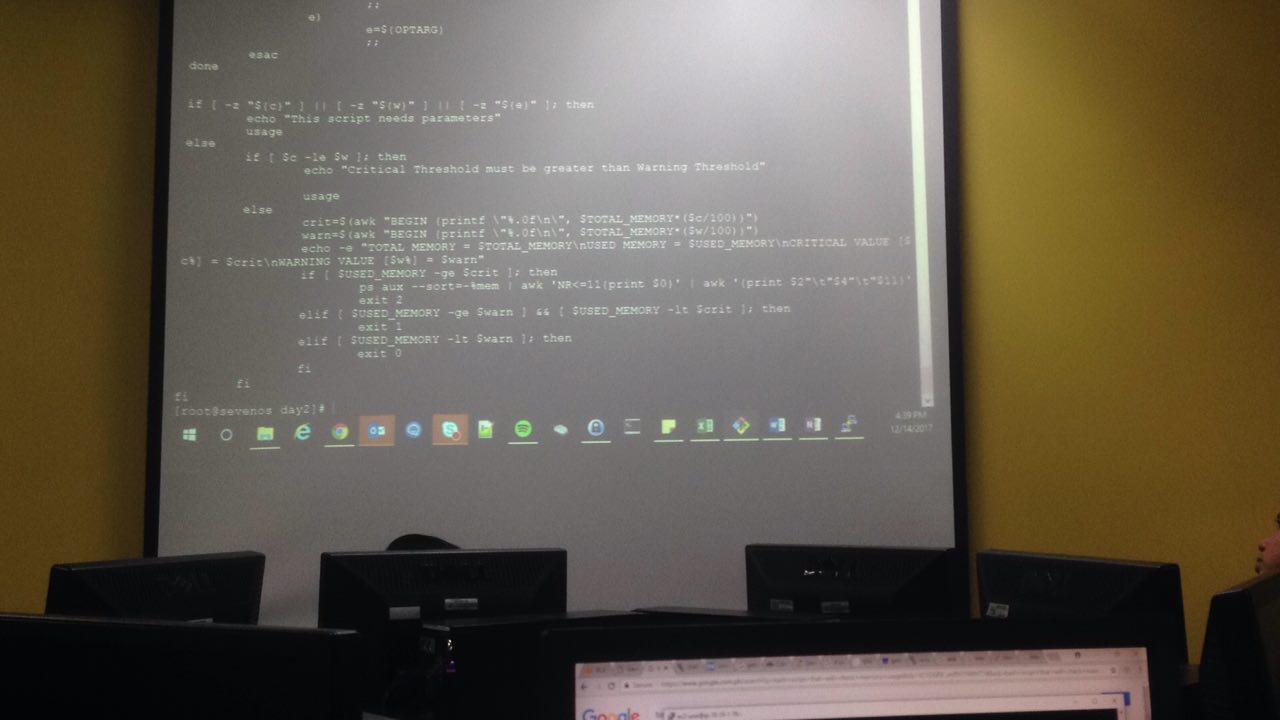 ;;
e)
e=${OPTARG}
;;
esac
done
if [ -z "${c}" ] || [ -z "${w}" ] || [ -z "${e}" ]; then
echo "This script needs parameters"
usage
else
if [ $c -le $w ]; then
echo "Critical Threshold must be greater than Warning Threshold"
usage
else
crit=$(awk "BEGIN {printf \"%.0f\n\", $TOTAL_MEMORY*($c/100)}")
warn=$(awk "BEGIN {printf \"%.0f\n\", $TOTAL_MEMORY*($w/100)}")
echo -e "TOTAL MEMORY = $TOTAL_MEMORY\nUSED MEMORY = $USED_MEMORY\nCRITICAL VALUE [$
c%] = $crit\nWARNING VALUE [$w%] = $warn"
if [ $USED_MEMORY -ge $crit ]; then
ps aux --sort=-%mem | awk 'NR<=11{print $0}' | awk '{print $2"\t"$4"\t"$11}'
exit 2
elif [ $USED_MEMORY -ge $warn ] && [ $USED_MEMORY -lt $crit ]; then
exit 1
elif [ $USED_MEMORY -lt $warn ]; then
exit 0
fi
fi
fi
[root@sevenos day2]#
4:39 PM
12/14/2017
DELL
Google